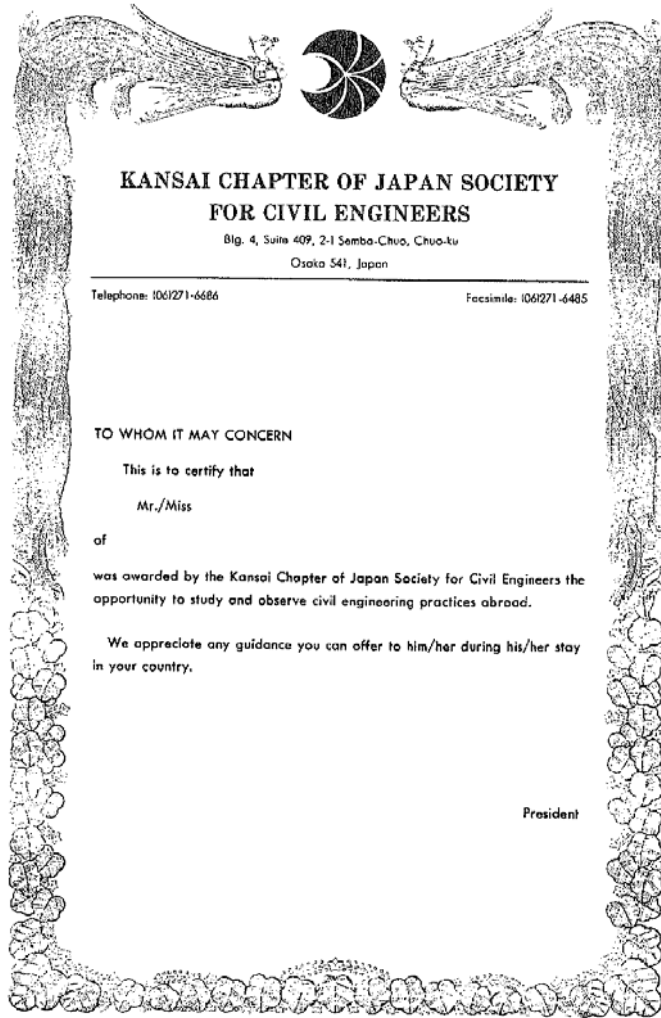 KANSAI CHAPTER OF JAPAN SOCIETY
FOR CIVIL ENGINEERS
Blg. 4, Suite 409, 2-1 Semba-Chuo, Chuo-ku
Osaka 541, Japan
Telephone: (06)271-6686 Facsimile: (06)271-6485
TO WHOM IT MAY CONCERN
This is to certify that
Mr./Miss
of
was awarded by the Kansai Chapter of Japan Society for Civil Engineers the
opportunity to study and observe civil engineering practices abroad.
We appreciate any guidance you can offer to him/her during his/her stay
in your country.
President